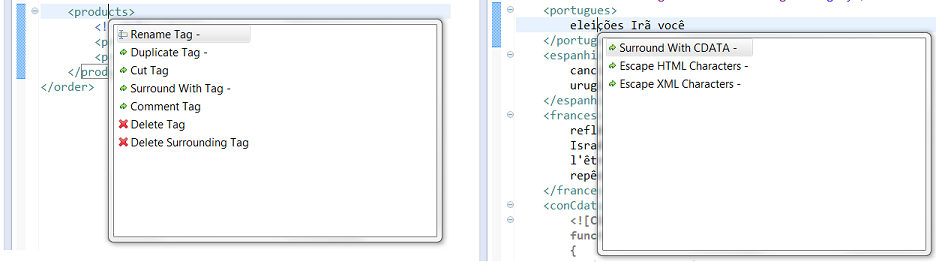 <products>
<!
<p
<p
</prod
</order>
Rename Tag -
Duplicate Tag -
Cut Tag
Surround With Tag -
Comment Tag
Delete Tag
Delete Surrounding Tag
<portugues>
eleições Irã você
</portug
<espanhi
canc
urug
</espanh
<frances
refle
Isra
l'êt
repê
</france
<conCdat
<![C
func
{
Surround With CDATA -
Escape HTML Characters -
Escape XML Characters -